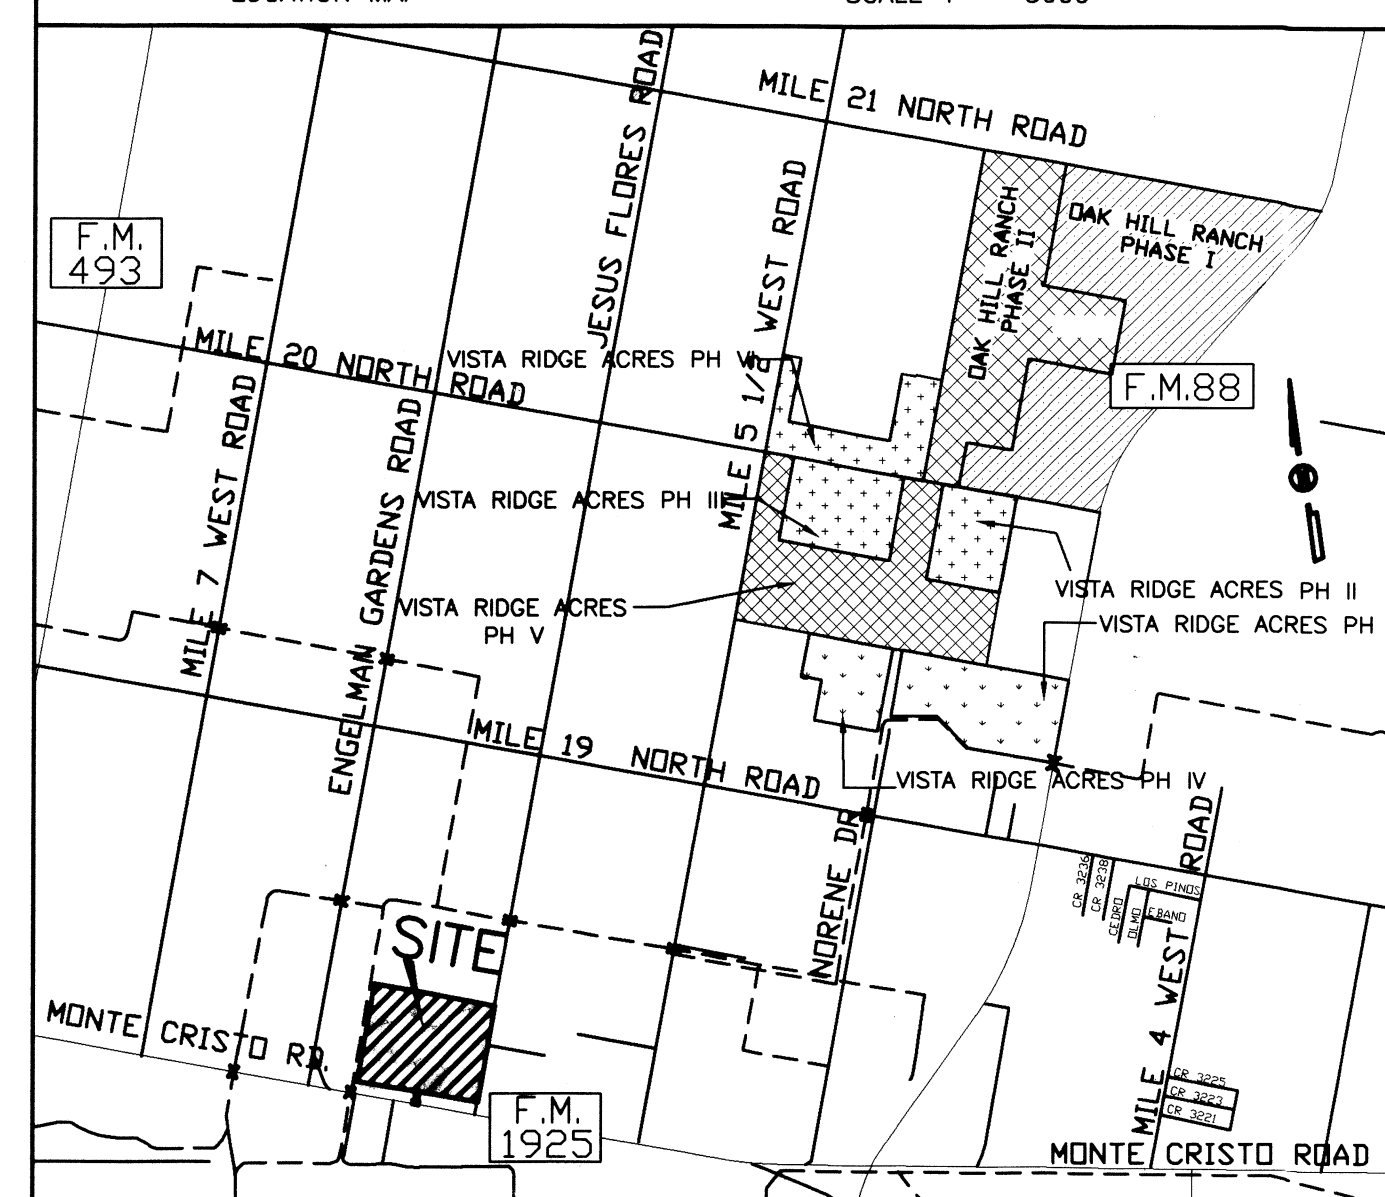 MILE 21 NORTH ROAD
JESUS FLORES ROAD
WEST ROAD
OAK HILL RANCH
PHASE II
OAK HILL RANCH
PHASE I
F.M.
493
MILE 20 NORTH ROAD
VISTA RIDGE ACRES PH
MILE 5 1/2
F.M.88
MILE 7 WEST ROAD
ENGELMAN GARDENS ROAD
VISTA RIDGE ACRES PH III
VISTA RIDGE ACRES PH II
VISTA RIDGE ACRES
PH V
VISTA RIDGE ACRES PH
MILE 19 NORTH ROAD
VISTA RIDGE ACRES PH IV
NORENE DR
CR 3236
CR 3238
CEDRO
OLMO
LOS PINOS
EBANO
MILE 4 WEST ROAD
SITE
MONTE CRISTO RD.
CR 3225
CR 3223
CR 3221
F.M.
1925
MONTE CRISTO ROAD